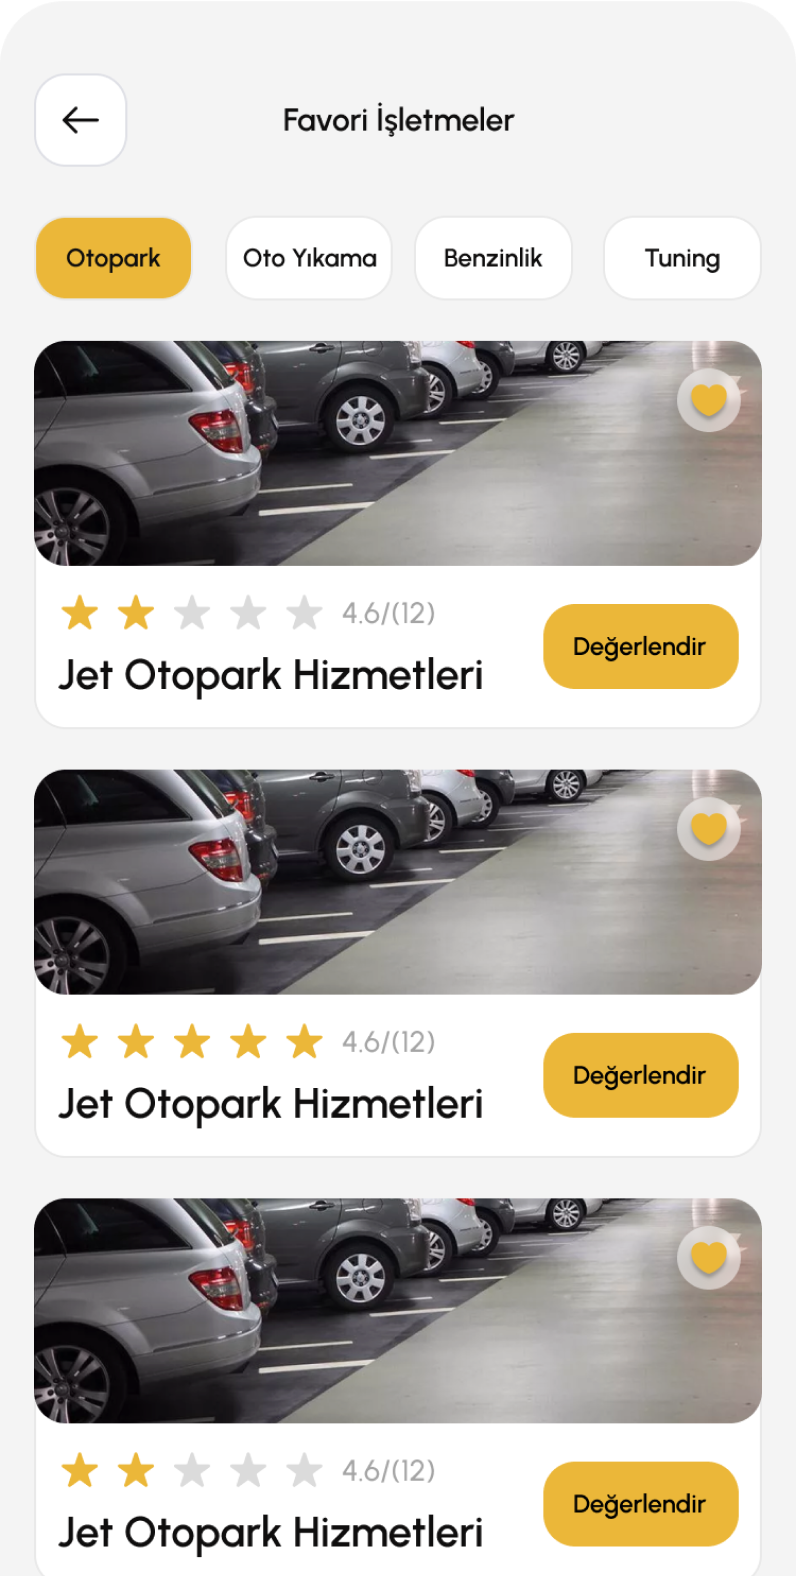 Favori İşletmeler
Otopark
Oto Yıkama
Benzinlik
Tuning
4.6/(12)
Jet Otopark Hizmetleri
Değerlendir
4.6/(12)
Jet Otopark Hizmetleri
Değerlendir
4.6/(12)
Jet Otopark Hizmetleri
Değerlendir